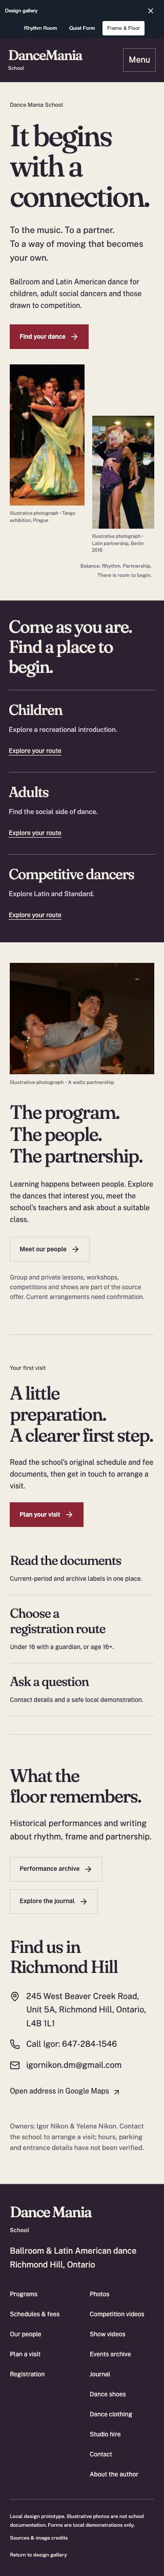 Design gallery
Rhythm Room Quiet Form Frame & Floor
DanceMania
School
Menu
Dance Mania School
It begins
with a
connection.
To the music. To a partner.
To a way of moving that becomes
your own.
Ballroom and Latin American dance for
children, adult social dancers and those
drawn to competition.
Find your dance
Illustrative photograph · Tango
exhibition, Prague
Illustrative photograph ·
Latin partnership, Berlin
2016
Balance. Rhythm. Partnership.
There is room to begin.
Come as you are.
Find a place to
begin.
Children
Explore a recreational introduction.
Explore your route
Adults
Find the social side of dance.
Explore your route
Competitive dancers
Explore Latin and Standard.
Explore your route
Illustrative photograph · A waltz partnership
The program.
The people.
The partnership.
Learning happens between people. Explore
the dances that interest you, meet the
school's teachers and ask about a suitable
class.
Meet our people
Group and private lessons, workshops,
competitions and shows are part of the source
offer. Current arrangements need confirmation.
Your first visit
A little
preparation.
A clearer first step.
Read the school's original schedule and fee
documents, then get in touch to arrange a
visit.
Plan your visit
Read the documents
Current-period and archive labels in one place.
Choose a
registration route
Under 16 with a guardian, or age 16+.
Ask a question
Contact details and a safe local demonstration.
What the
floor remembers.
Historical performances and writing
about rhythm, frame and partnership.
Performance archive
Explore the journal
Find us in
Richmond Hill
245 West Beaver Creek Road,
Unit 5A, Richmond Hill, Ontario,
L4B 1L1
Call Igor: 647-284-1546
igornikon.dm@gmail.com
Open address in Google Maps
Owners: Igor Nikon & Yelena Nikon. Contact
the school to arrange a visit; hours, parking
and entrance details have not been verified.
Dance Mania
School
Ballroom & Latin American dance
Richmond Hill, Ontario
Programs
Schedules & fees
Our people
Plan a visit
Registration
Photos
Competition videos
Show videos
Events archive
Journal
Dance shoes
Dance clothing
Studio hire
Contact
About the author
Local design prototype. Illustrative photos are not school
documentation. Forms are local demonstrations only.
Sources & image credits
Return to design gallery